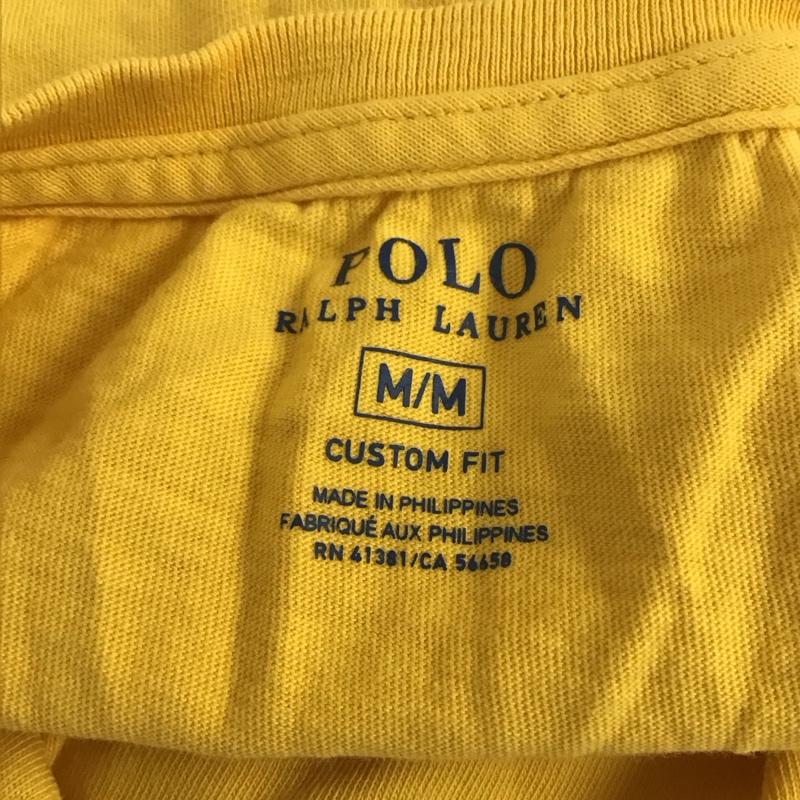 POLO
RALPH LAUREN
M/M
CUSTOM FIT
MADE IN PHILIPPINES
FABRIQUÉ AUX PHILIPPINES
RN 41381/CA 56658